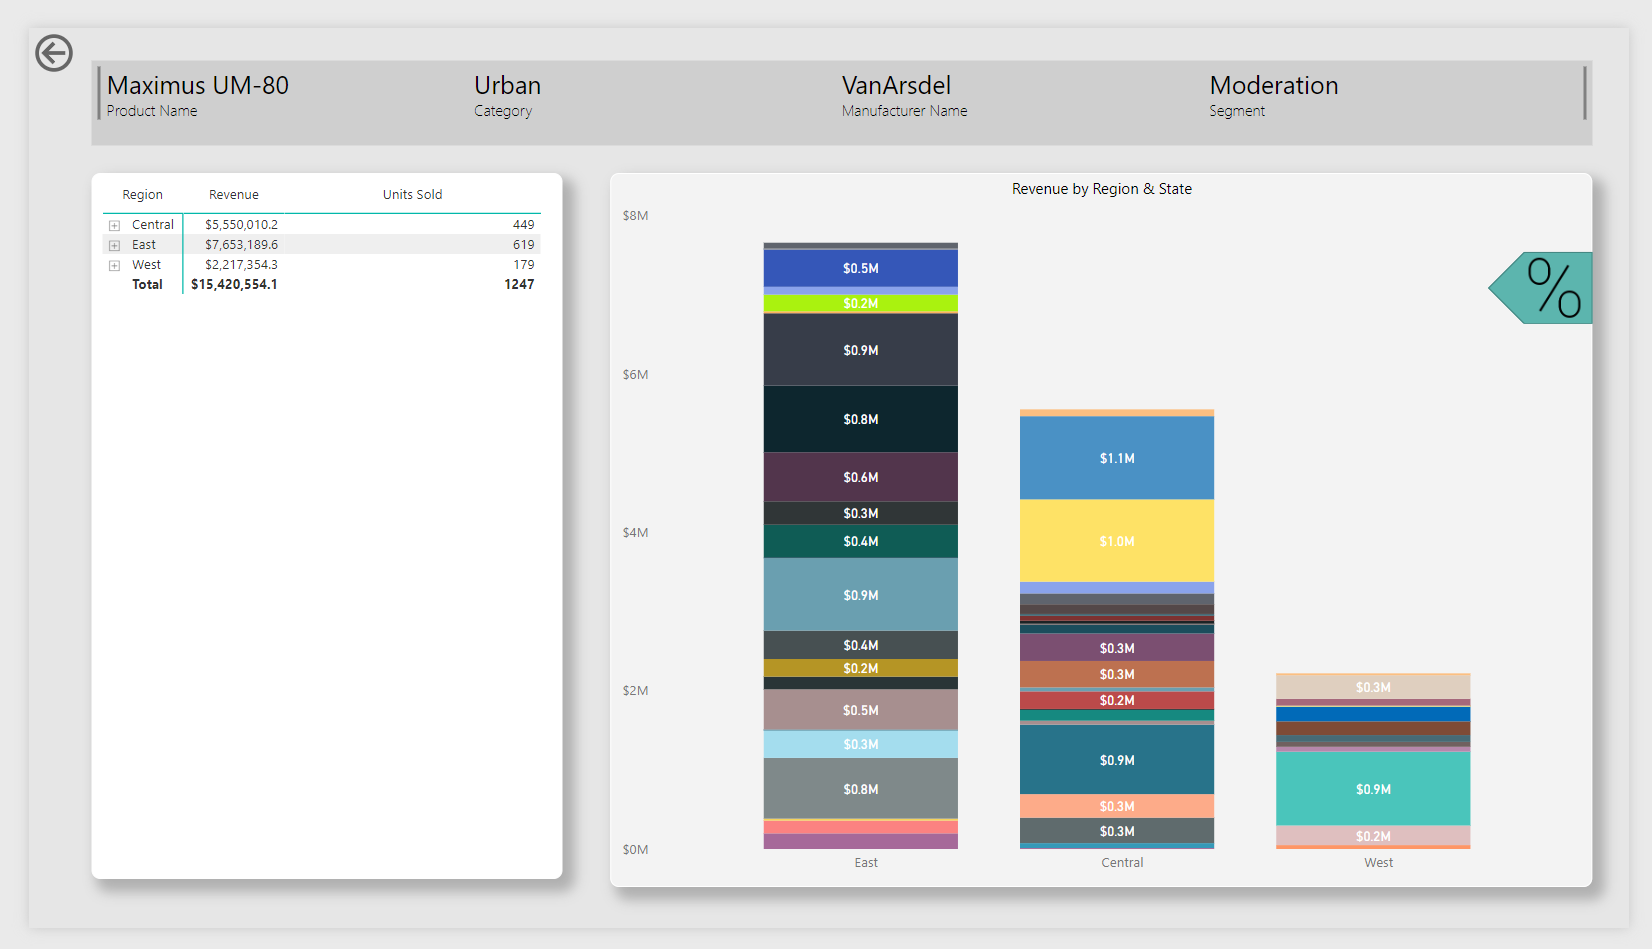 Maximus UM-80 Urban VanArsdel Moderation
Product Name Category Manufacturer Name Segment
Region Revenue Units Sold
Central $5,550,010.2 449
East $7,653,189.6 619
West $2,217,354.3 179
Total $15,420,554.1 1247
Revenue by Region & State
$8M
$6M
$4M
$2M
$0M
$0.5M
$0.2M
$0.9M
$0.8M
$0.6M
$0.3M
$0.4M
$0.9M
$0.4M
$0.2M
$0.5M
$0.3M
$0.8M
$1.1M
$1.0M
$0.3M
$0.3M
$0.2M
$0.9M
$0.3M
$0.3M
$0.3M
$0.9M
$0.2M
East Central West
%